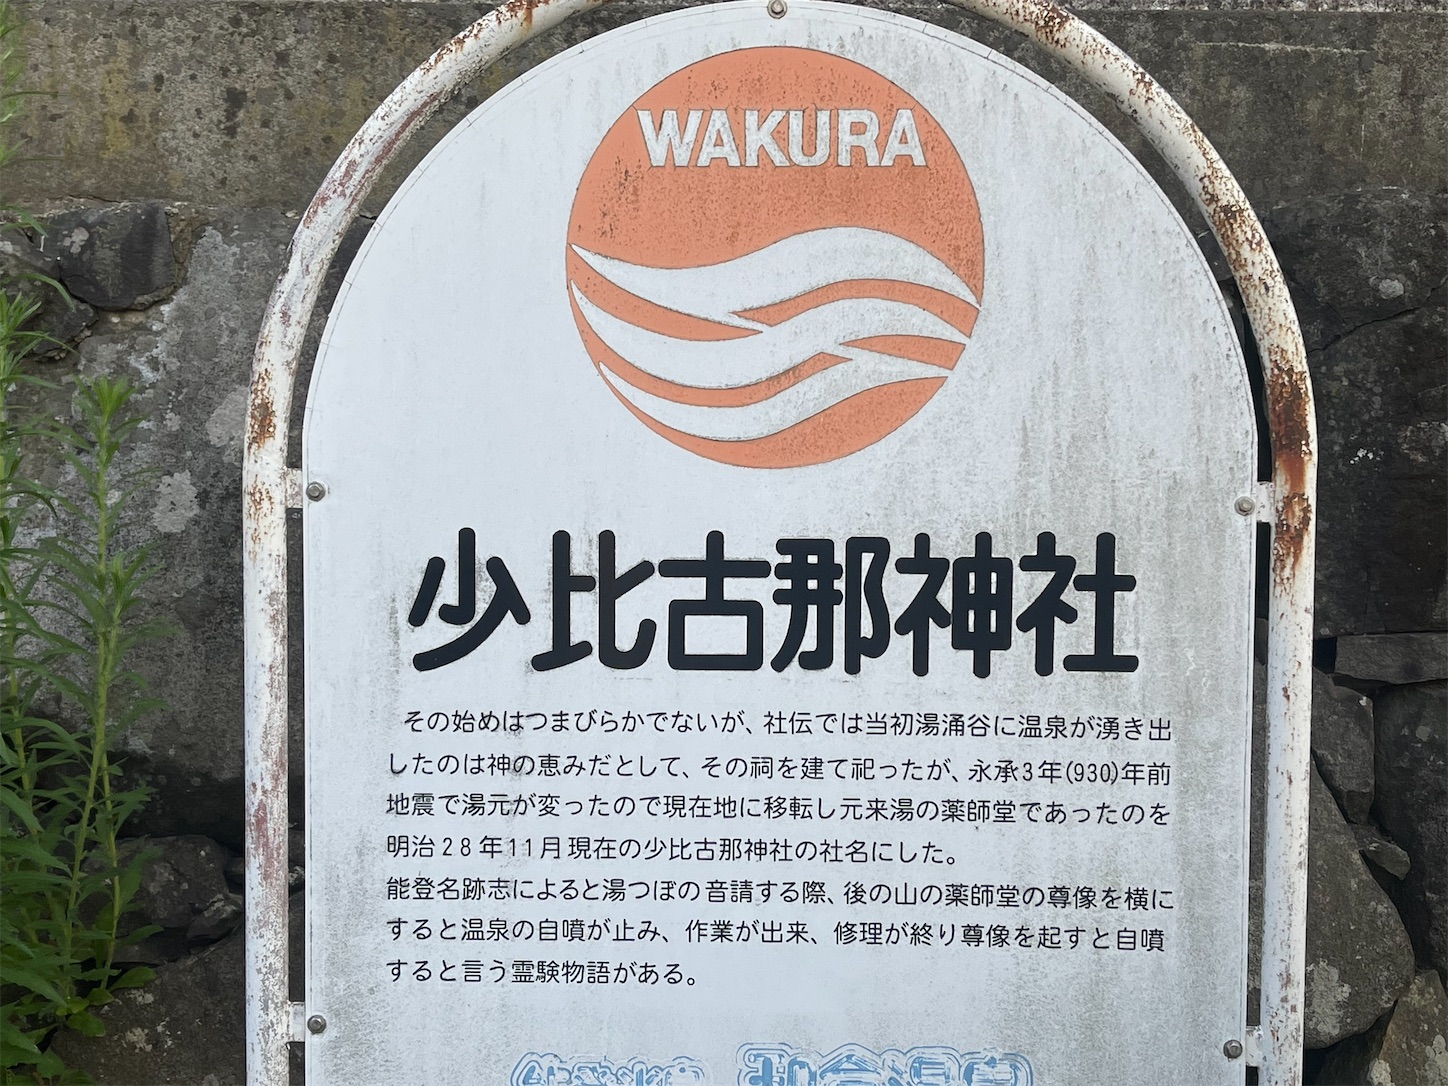 WAKURA
少比古那神社
その始めはつまびらかでないが、社伝では当初湯涌谷に温泉が湧き出
したのは神の恵みだとして、その祠を建て祀ったが、永承3年(930)年前
地震で湯元が変ったので現在地に移転し元来湯の薬師堂であったのを
明治28年11月現在の少比古那神社の社名にした。
能登名跡志によると湯つぼの音請する際、後の山の薬師堂の尊像を横に
すると温泉の自噴が止み、作業が出来、修理が終り尊像を起すと自噴
すると言う霊験物語がある。